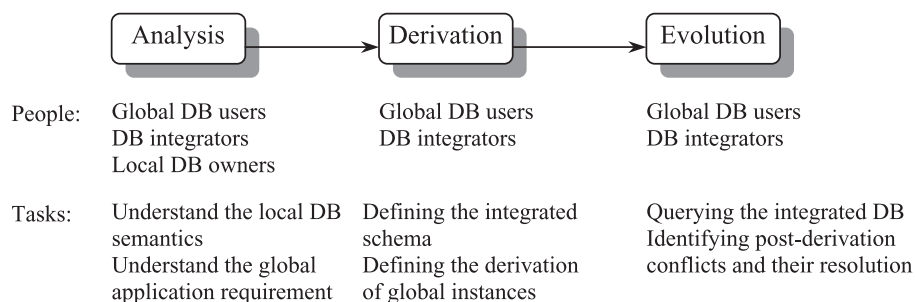 Analysis Derivation Evolution
People: Global DB users Global DB users Global DB users
DB integrators DB integrators DB integrators
Local DB owners
Tasks: Understand the local DB Defining the integrated Querying the integrated DB
semantics schema Identifying post-derivation
Understand the global Defining the derivation conflicts and their resolution
application requirement of global instances